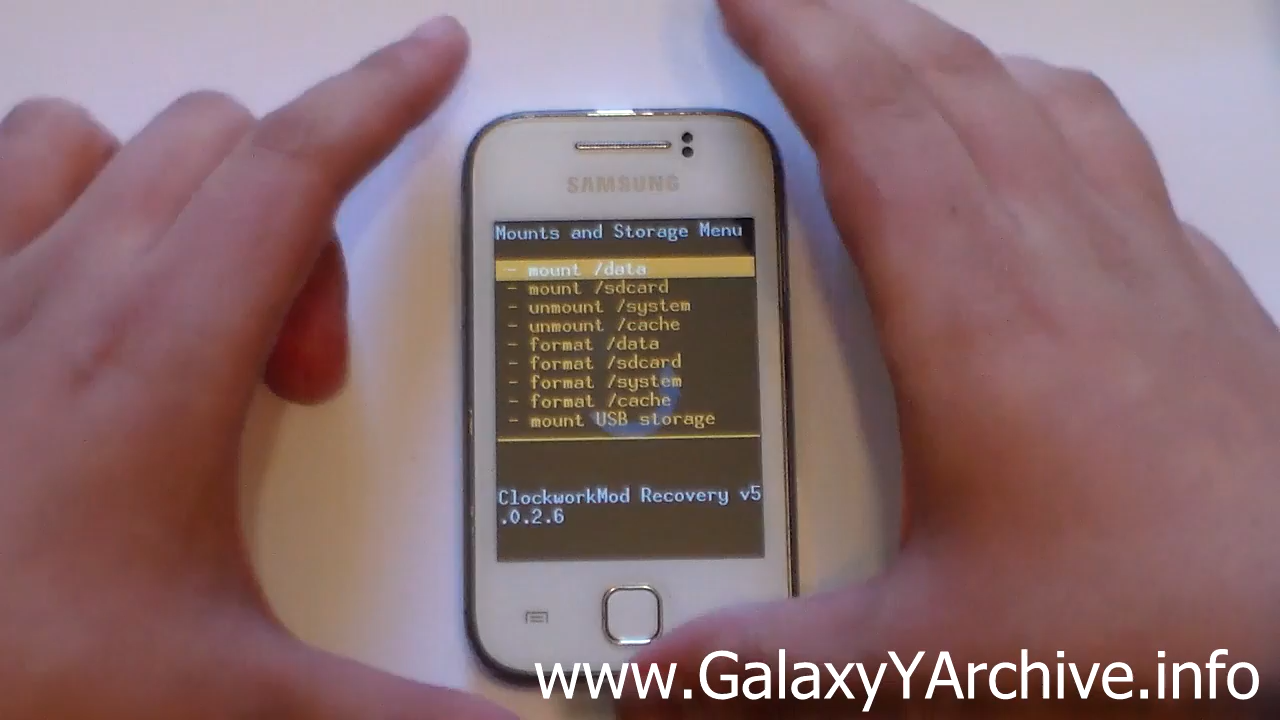 SAMSUNG
Mounts and Storage Menu
- mount /data
- mount /sdcard
- unmount /system
- unmount /cache
- format /data
- format /sdcard
- format /system
- format /cache
- mount USB storage
ClockworkMod Recovery v5
.0.2.6
www.GalaxyYArchive.info